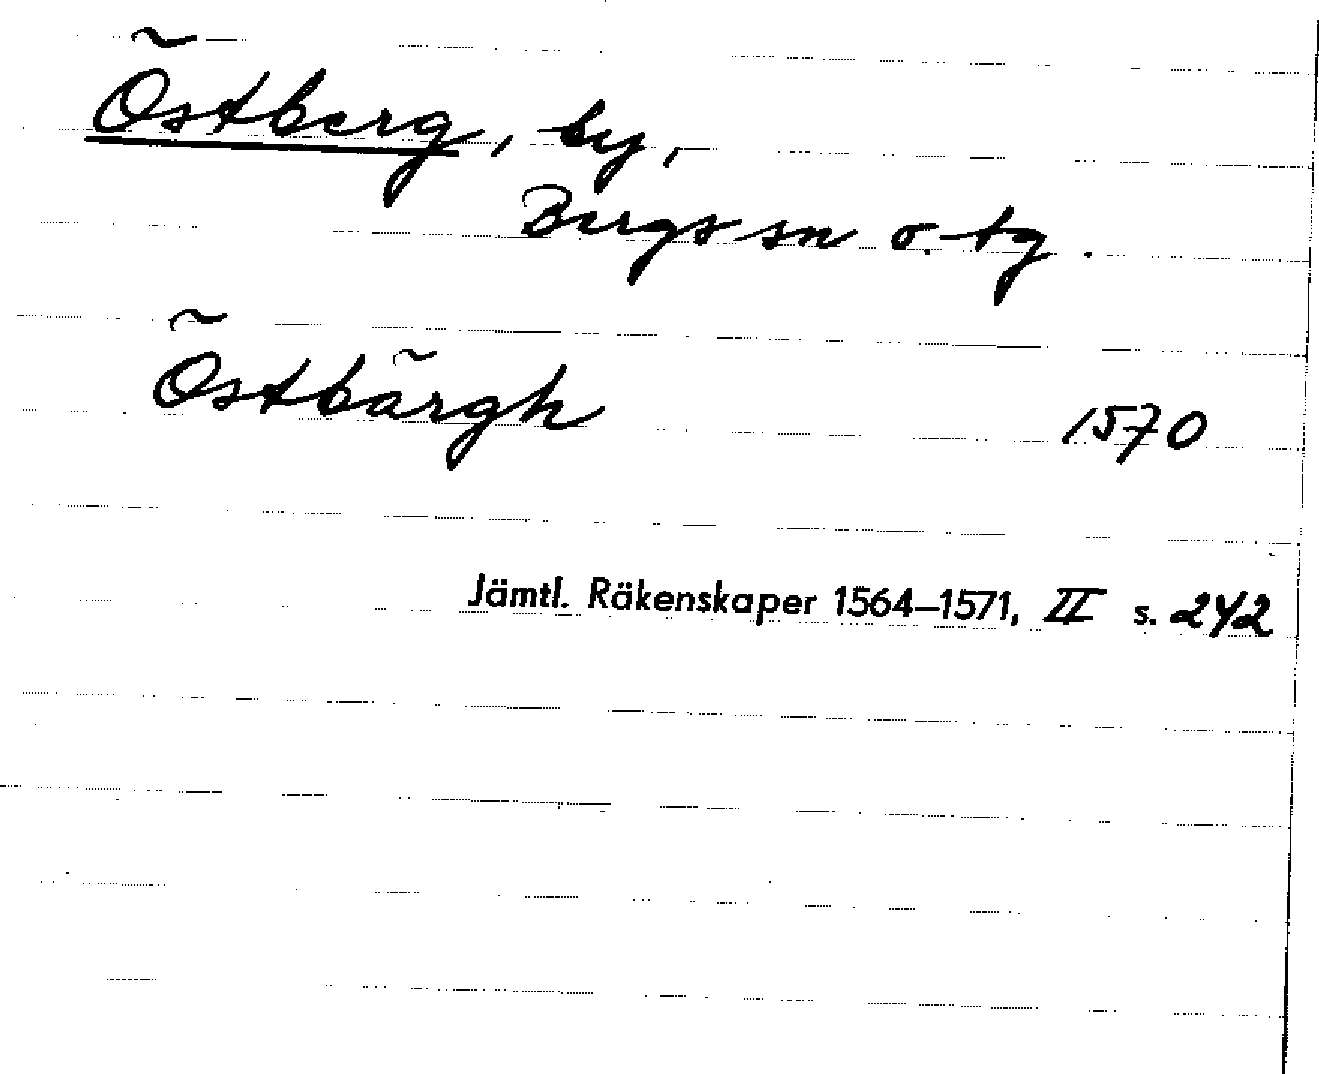 Östberg, by,
Bergs sn o. tg.
Östbärgh 1570
Jämtl. Räkenskaper 1564–1571, II s. 242